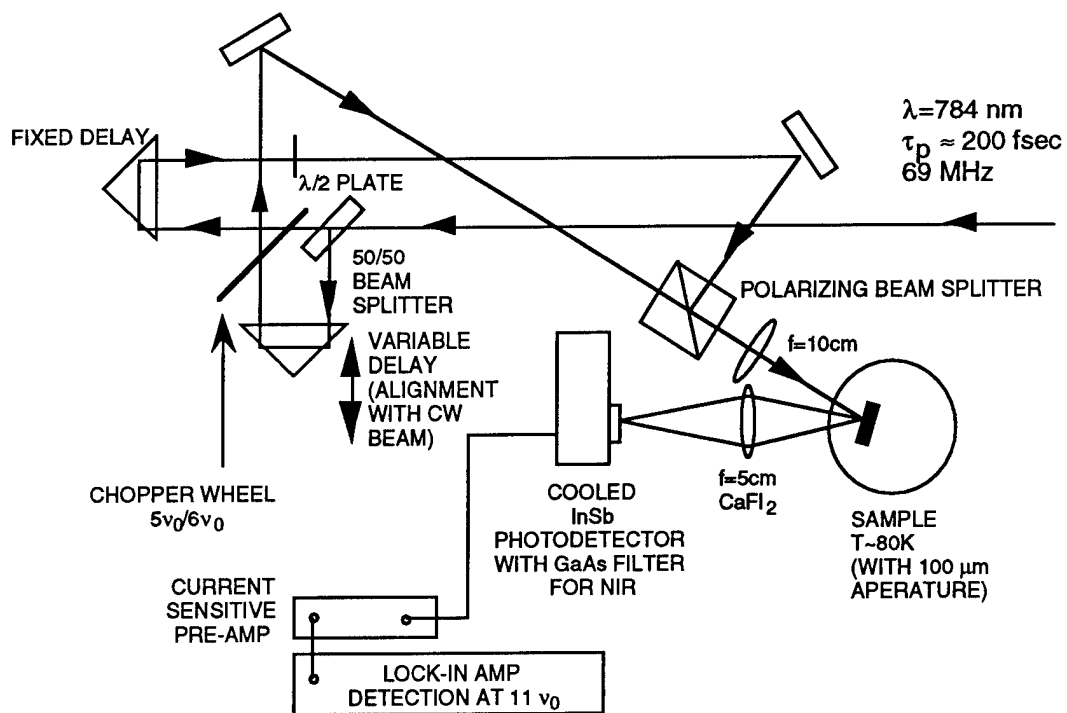 FIXED DELAY
λ/2 PLATE
50/50
BEAM
SPLITTER
VARIABLE
DELAY
(ALIGNMENT
WITH CW
BEAM)
CHOPPER WHEEL
5ν₀/6ν₀
λ=784 nm
τp ≈ 200 fsec
69 MHz
POLARIZING BEAM SPLITTER
f=10cm
f=5cm
CaFl₂
COOLED
InSb
PHOTODETECTOR
WITH GaAs FILTER
FOR NIR
SAMPLE
T~80K
(WITH 100 μm
APERATURE)
CURRENT
SENSITIVE
PRE-AMP
LOCK-IN AMP
DETECTION AT 11 ν₀